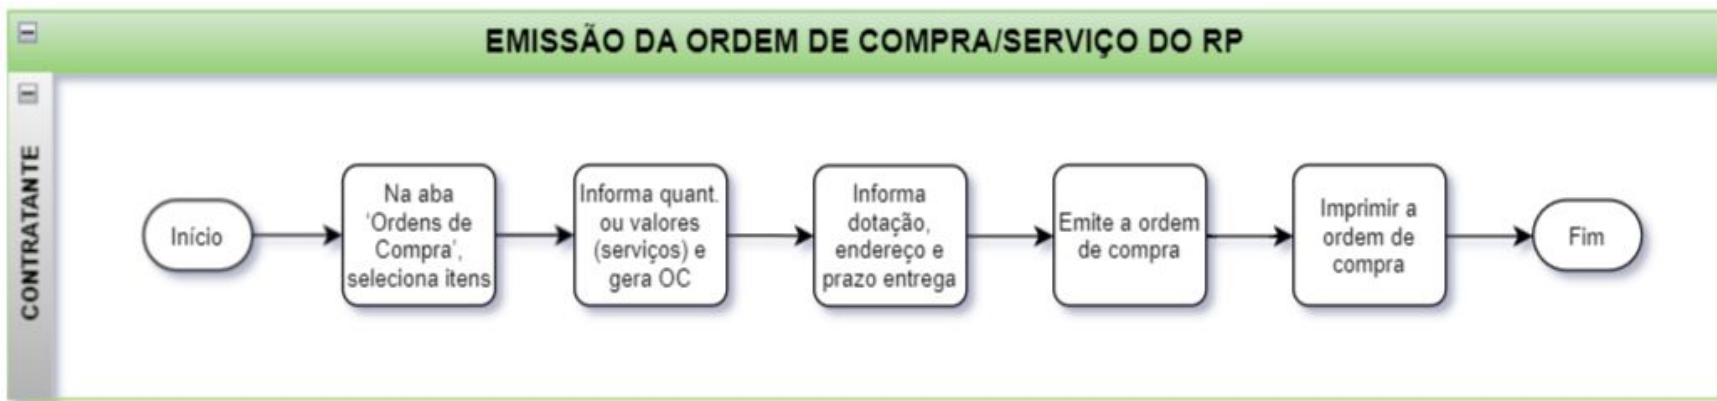 EMISSÃO DA ORDEM DE COMPRA/SERVIÇO DO RP
CONTRATANTE
Início
Na aba
‘Ordens de
Compra’,
seleciona itens
Informa quant.
ou valores
(serviços) e
gera OC
Informa
dotação,
endereço e
prazo entrega
Emite a ordem
de compra
Imprimir a
ordem de
compra
Fim